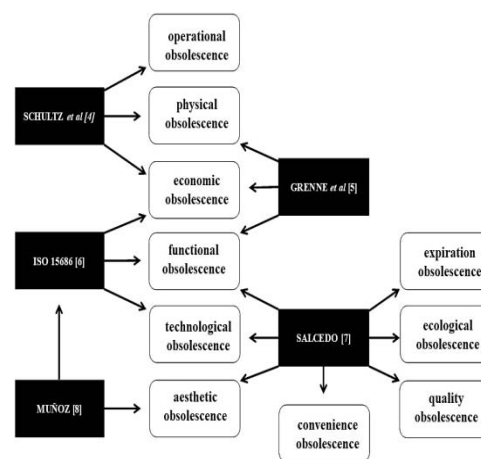 operational
obsolescence
SCHULTZ et al [4]
physical
obsolescence
economic
obsolescence
GRENNE et al [5]
ISO 15686 [6]
functional
obsolescence
expiration
obsolescence
technological
obsolescence
SALCEDO [7]
ecological
obsolescence
MUÑOZ [8]
aesthetic
obsolescence
quality
obsolescence
convenience
obsolescence